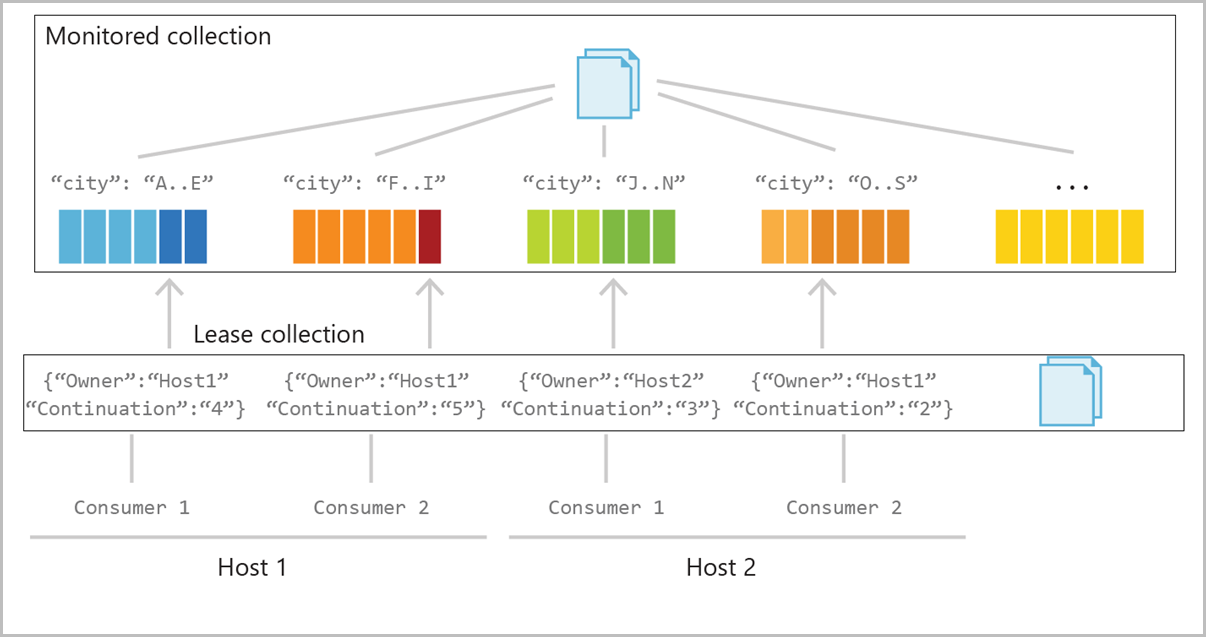 Monitored collection
“city”: “A..E” “city”: “F..I” “city”: “J..N” “city”: “O..S” ...
Lease collection
{“Owner”:“Host1” {“Owner”:“Host1” {“Owner”:“Host2” {“Owner”:“Host1”
“Continuation”:“4”} “Continuation”:“5”} “Continuation”:“3”} “Continuation”:“2”}
Consumer 1 Consumer 2 Consumer 1 Consumer 2
Host 1 Host 2